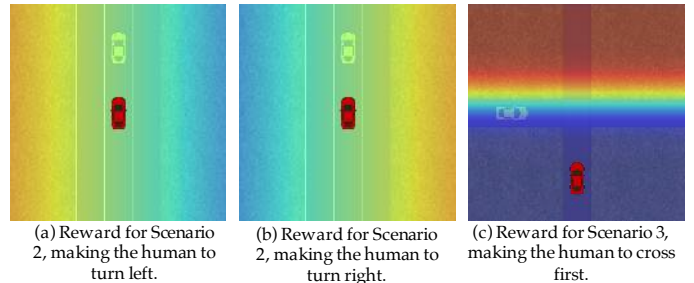 (a) Reward for Scenario
2, making the human to
turn left.
(b) Reward for Scenario
2, making the human to
turn right.
(c) Reward for Scenario 3,
making the human to cross
first.